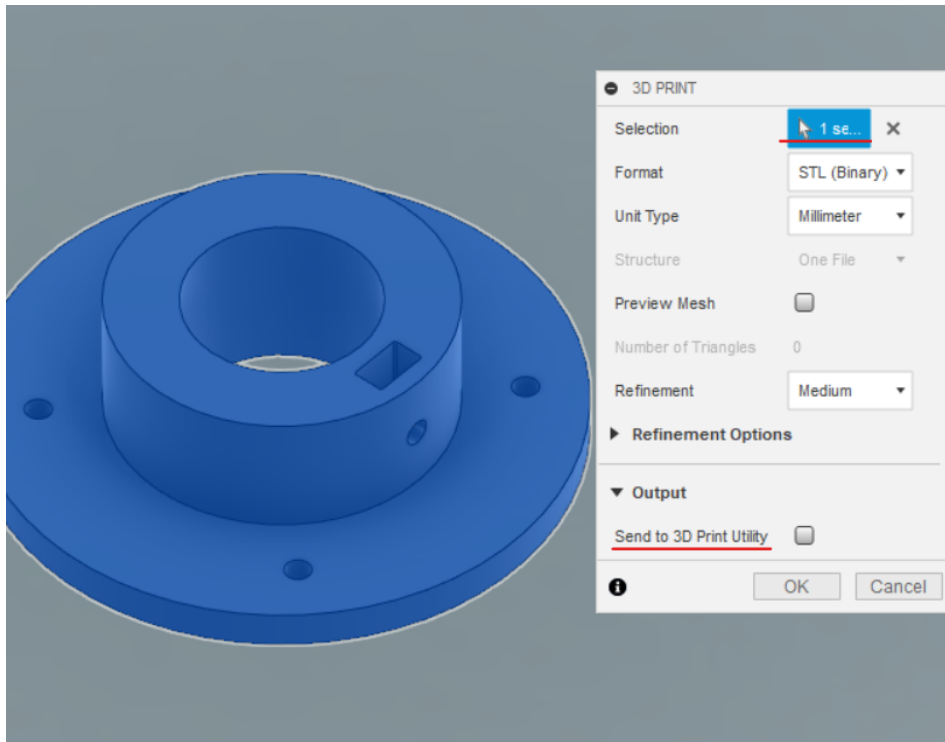 3D PRINT
Selection 1 se...
Format STL (Binary)
Unit Type Millimeter
Structure One File
Preview Mesh
Number of Triangles 0
Refinement Medium
Refinement Options
Output
Send to 3D Print Utility
OK Cancel